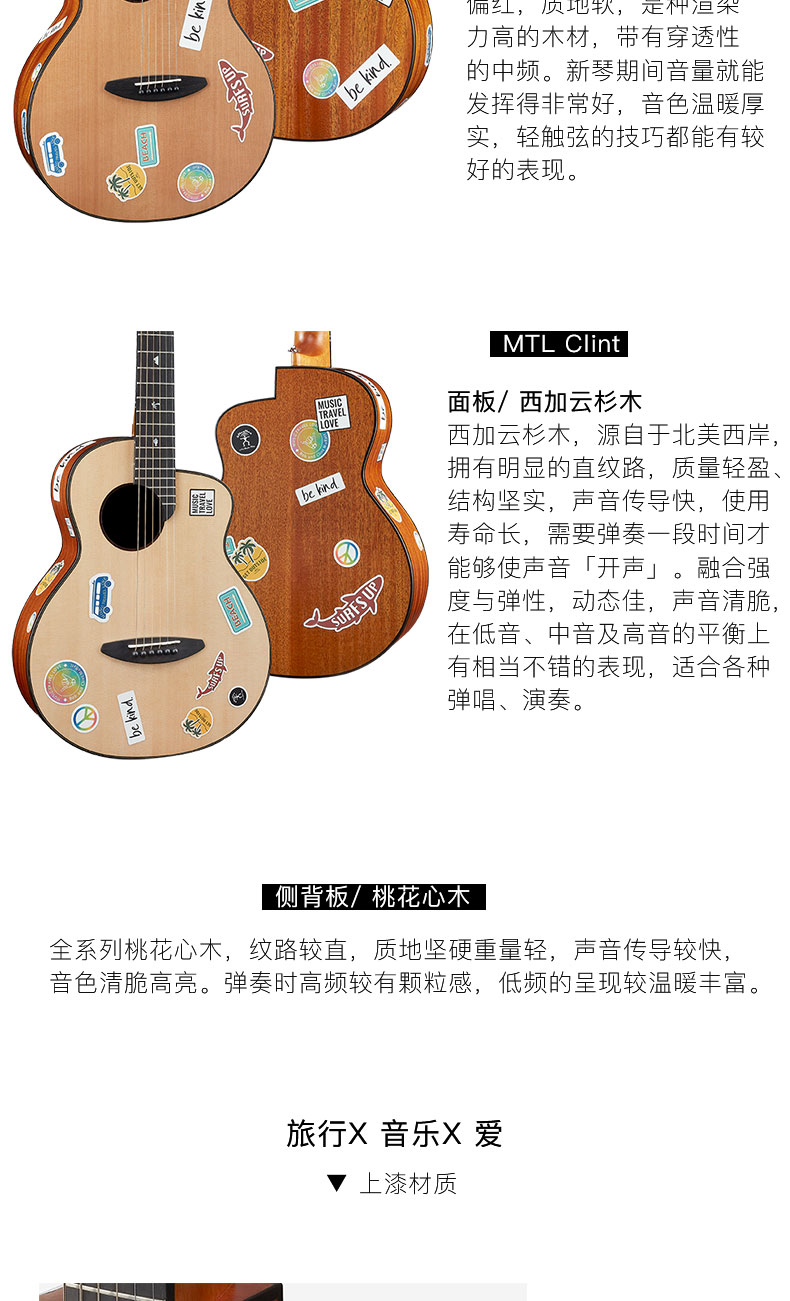 偏红，质地软，是种渲染
力高的木材，带有穿透性
的中频。新琴期间音量就能
发挥得非常好，音色温暖厚
实，轻触弦的技巧都能有较
好的表现。
be kin
be kind.
SURFS UP
BEACH
MTL Clint
面板/ 西加云杉木
西加云杉木，源自于北美西岸，
拥有明显的直纹路，质量轻盈、
结构坚实，声音传导快，使用
寿命长，需要弹奏一段时间才
能够使声音「开声」。融合强
度与弹性，动态佳，声音清脆，
在低音、中音及高音的平衡上
有相当不错的表现，适合各种
弹唱、演奏。
MUSIC
TRAVEL
LOVE
be kind.
SURFS UP
MUSIC
TRAVEL
LOVE
BEACH
SURFS UP
be kind.
侧背板/ 桃花心木
全系列桃花心木，纹路较直，质地坚硬重量轻，声音传导较快，
音色清脆高亮。弹奏时高频较有颗粒感，低频的呈现较温暖丰富。
旅行X 音乐X 爱
▼ 上漆材质